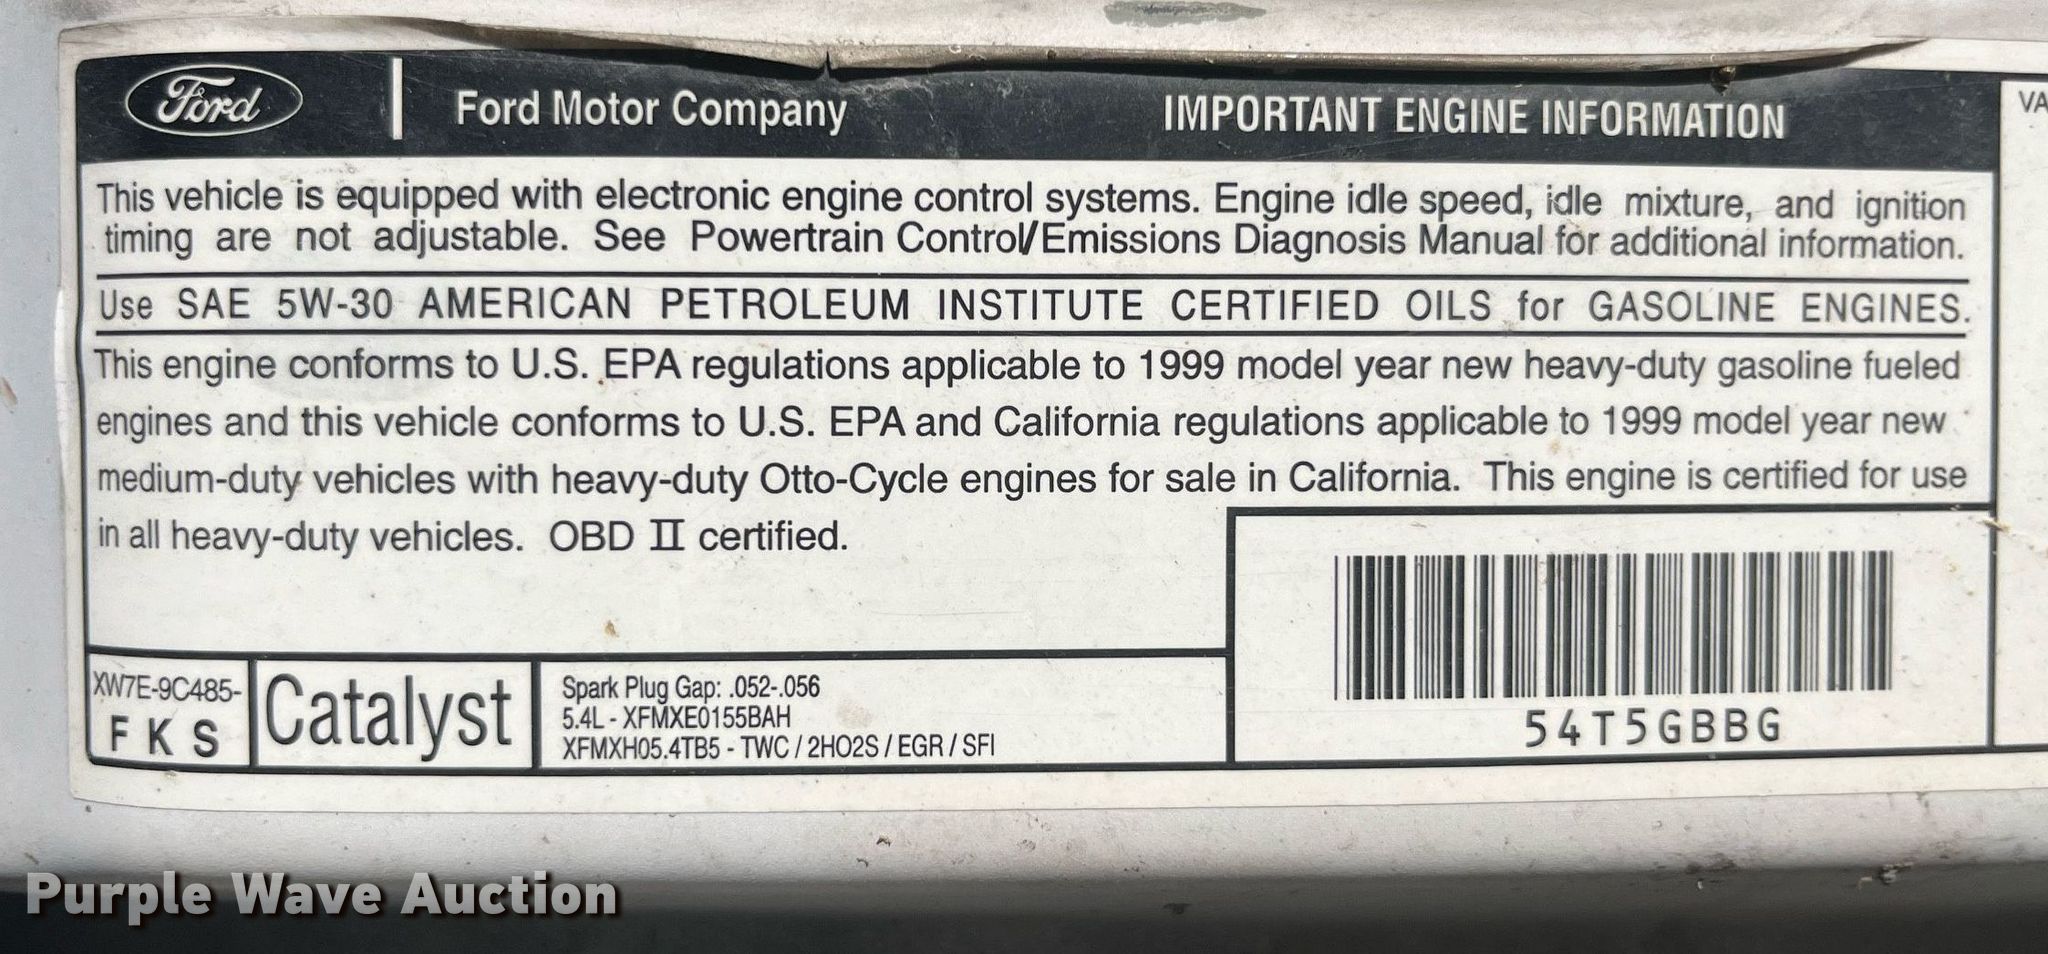 Ford
Ford Motor Company
IMPORTANT ENGINE INFORMATION
VA
This vehicle is equipped with electronic engine control systems. Engine idle speed, idle mixture, and ignition
timing are not adjustable. See Powertrain Control/Emissions Diagnosis Manual for additional information.
Use SAE 5W-30 AMERICAN PETROLEUM INSTITUTE CERTIFIED OILS for GASOLINE ENGINES.
This engine conforms to U.S. EPA regulations applicable to 1999 model year new heavy-duty gasoline fueled
engines and this vehicle conforms to U.S. EPA and California regulations applicable to 1999 model year new
medium-duty vehicles with heavy-duty Otto-Cycle engines for sale in California. This engine is certified for use
in all heavy-duty vehicles. OBD II certified.
XW7E-9C485-
FKS
Catalyst
Spark Plug Gap: .052-.056
5.4L - XFMXE0155BAH
XFMXH05.4TB5 - TWC / 2HO2S / EGR / SFI
54T5GBBG
Purple Wave Auction